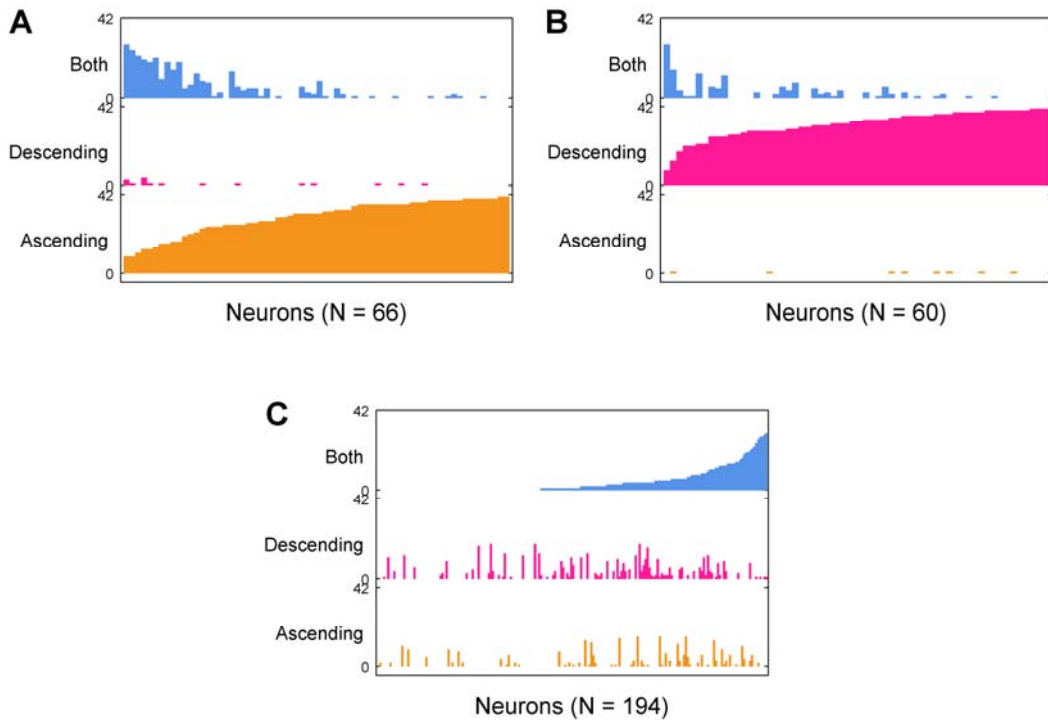 A
42
Both
0
42
Descending
0
42
Ascending
0
Neurons (N = 66)
B
42
Both
0
42
Descending
0
42
Ascending
0
Neurons (N = 60)
C
42
Both
0
42
Descending
0
42
Ascending
0
Neurons (N = 194)